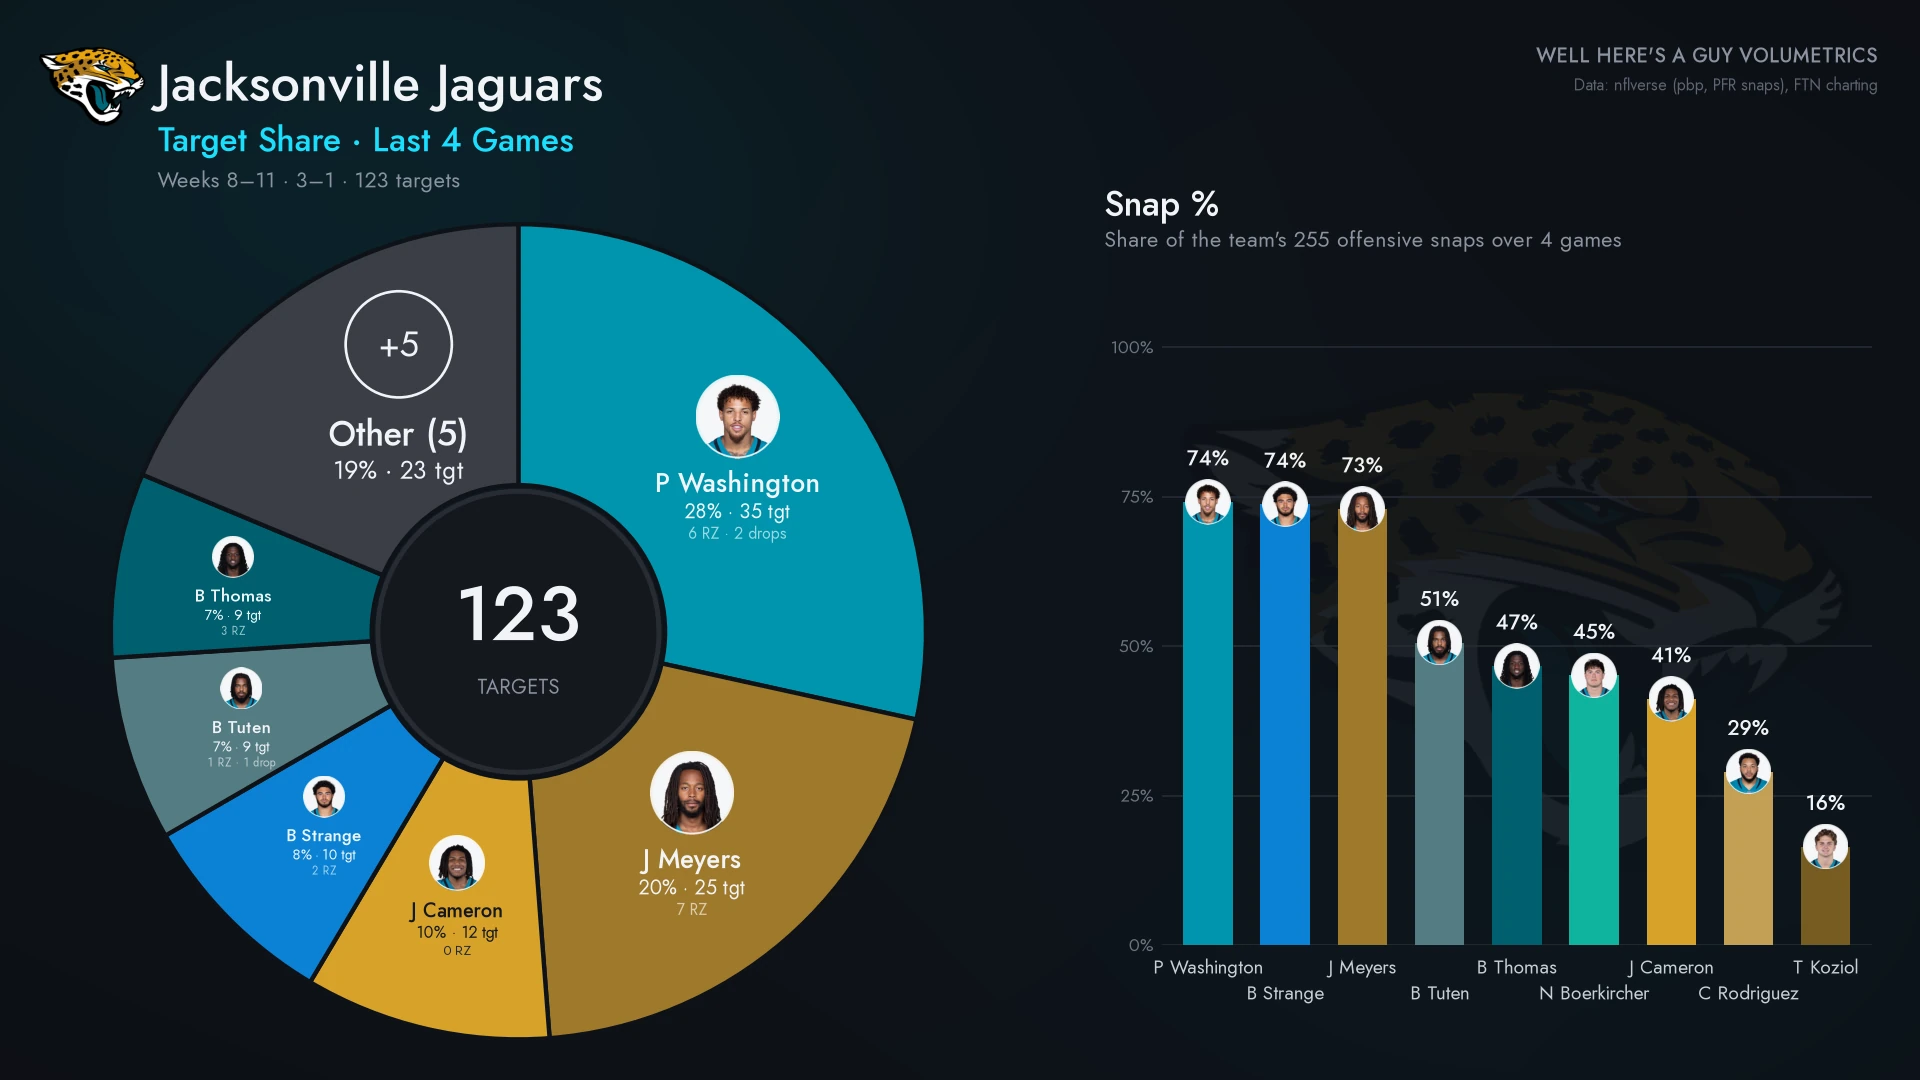 Jacksonville Jaguars
Target Share · Last 4 Games
Weeks 8–11 · 3–1 · 123 targets
WELL HERE'S A GUY VOLUMETRICS
Data: nflverse (pbp, PFR snaps), FTN charting
+5
Other (5)
19% · 23 tgt
P Washington
28% · 35 tgt
6 RZ · 2 drops
B Thomas
7% · 9 tgt
3 RZ
123
TARGETS
B Tuten
7% · 9 tgt
1 RZ · 1 drop
B Strange
8% · 10 tgt
2 RZ
J Cameron
10% · 12 tgt
0 RZ
J Meyers
20% · 25 tgt
7 RZ
Snap %
Share of the team's 255 offensive snaps over 4 games
100%
75%
50%
25%
0%
74%
74%
73%
51%
47%
45%
41%
29%
16%
P Washington
B Strange
J Meyers
B Tuten
B Thomas
N Boerkircher
J Cameron
C Rodriguez
T Koziol